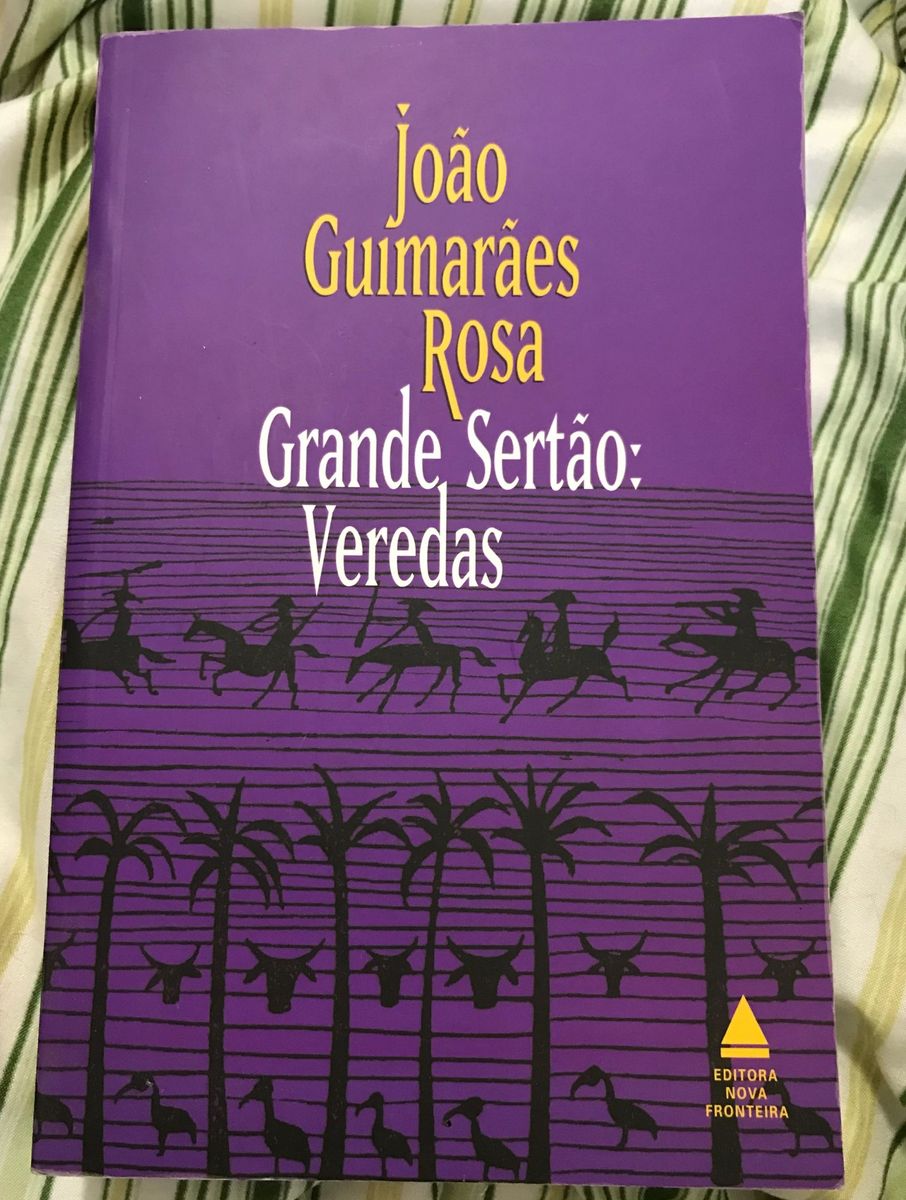 João
Guimarães
Rosa
Grande Sertão:
Veredas
EDITORA
NOVA
FRONTEIRA